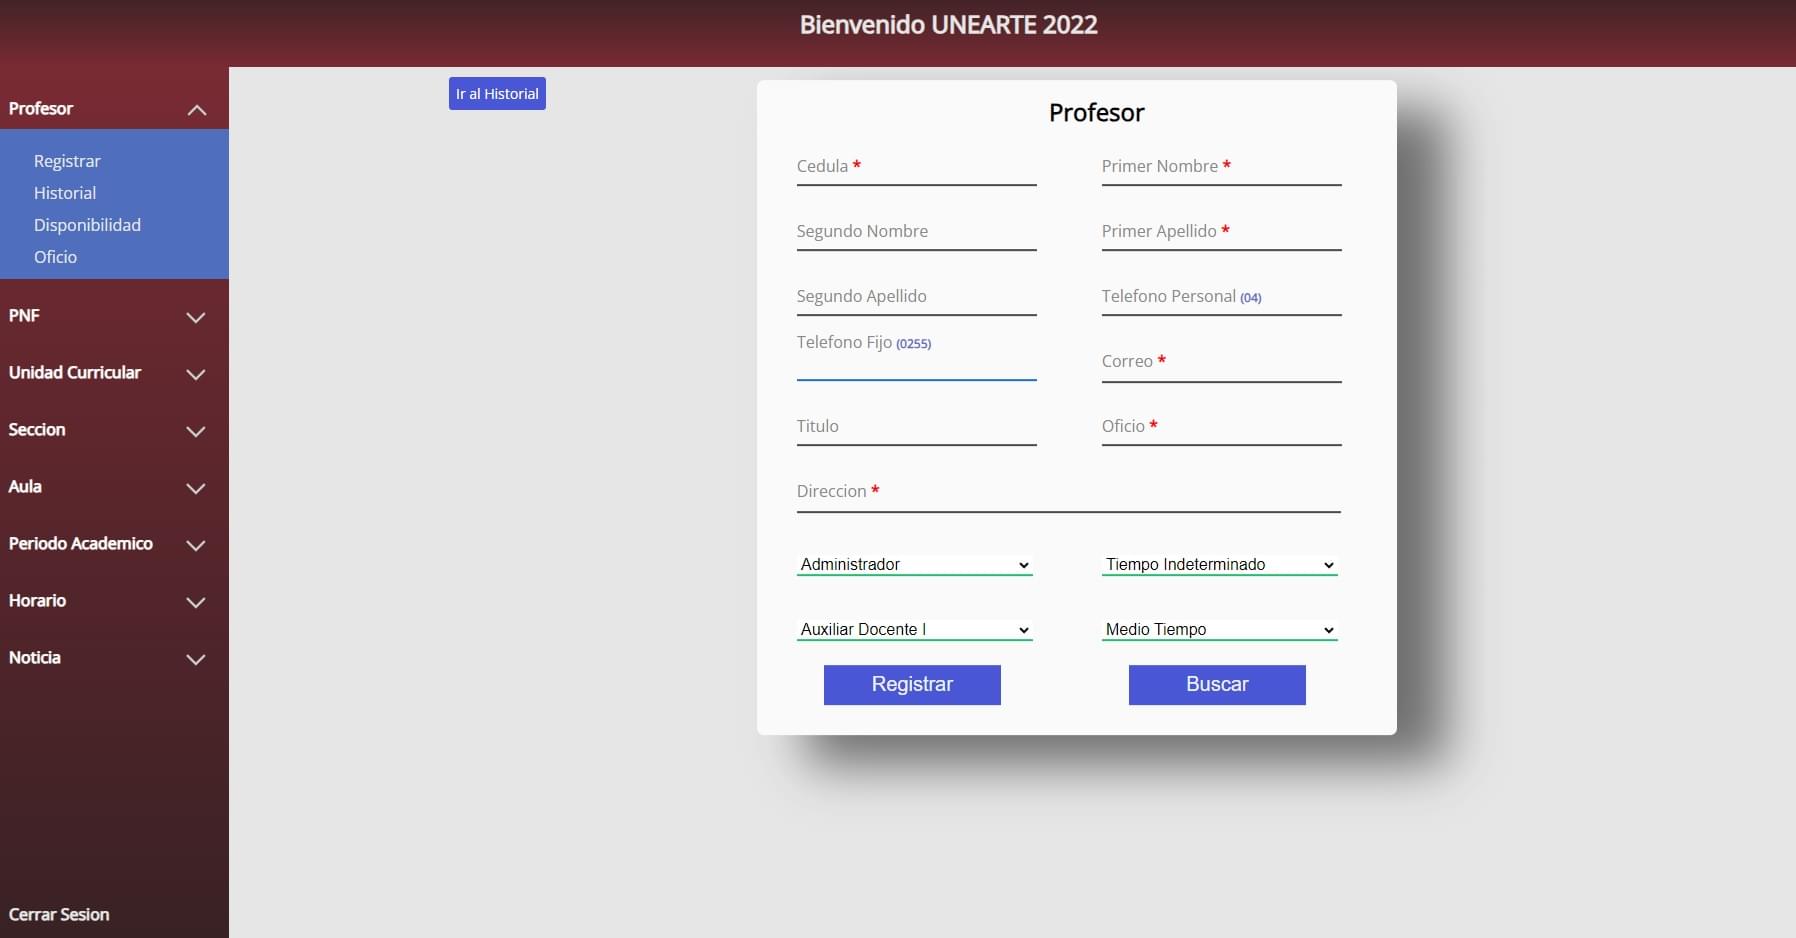 Bienvenido UNEARTE 2022
Profesor
Registrar
Historial
Disponibilidad
Oficio
PNF
Unidad Curricular
Seccion
Aula
Periodo Academico
Horario
Noticia
Cerrar Sesion
Ir al Historial
Profesor
Cedula *
Primer Nombre *
Segundo Nombre
Primer Apellido *
Segundo Apellido
Telefono Personal (04)
Telefono Fijo (0255)
Correo *
Titulo
Oficio *
Direccion *
Administrador
Tiempo Indeterminado
Auxiliar Docente I
Medio Tiempo
Registrar
Buscar